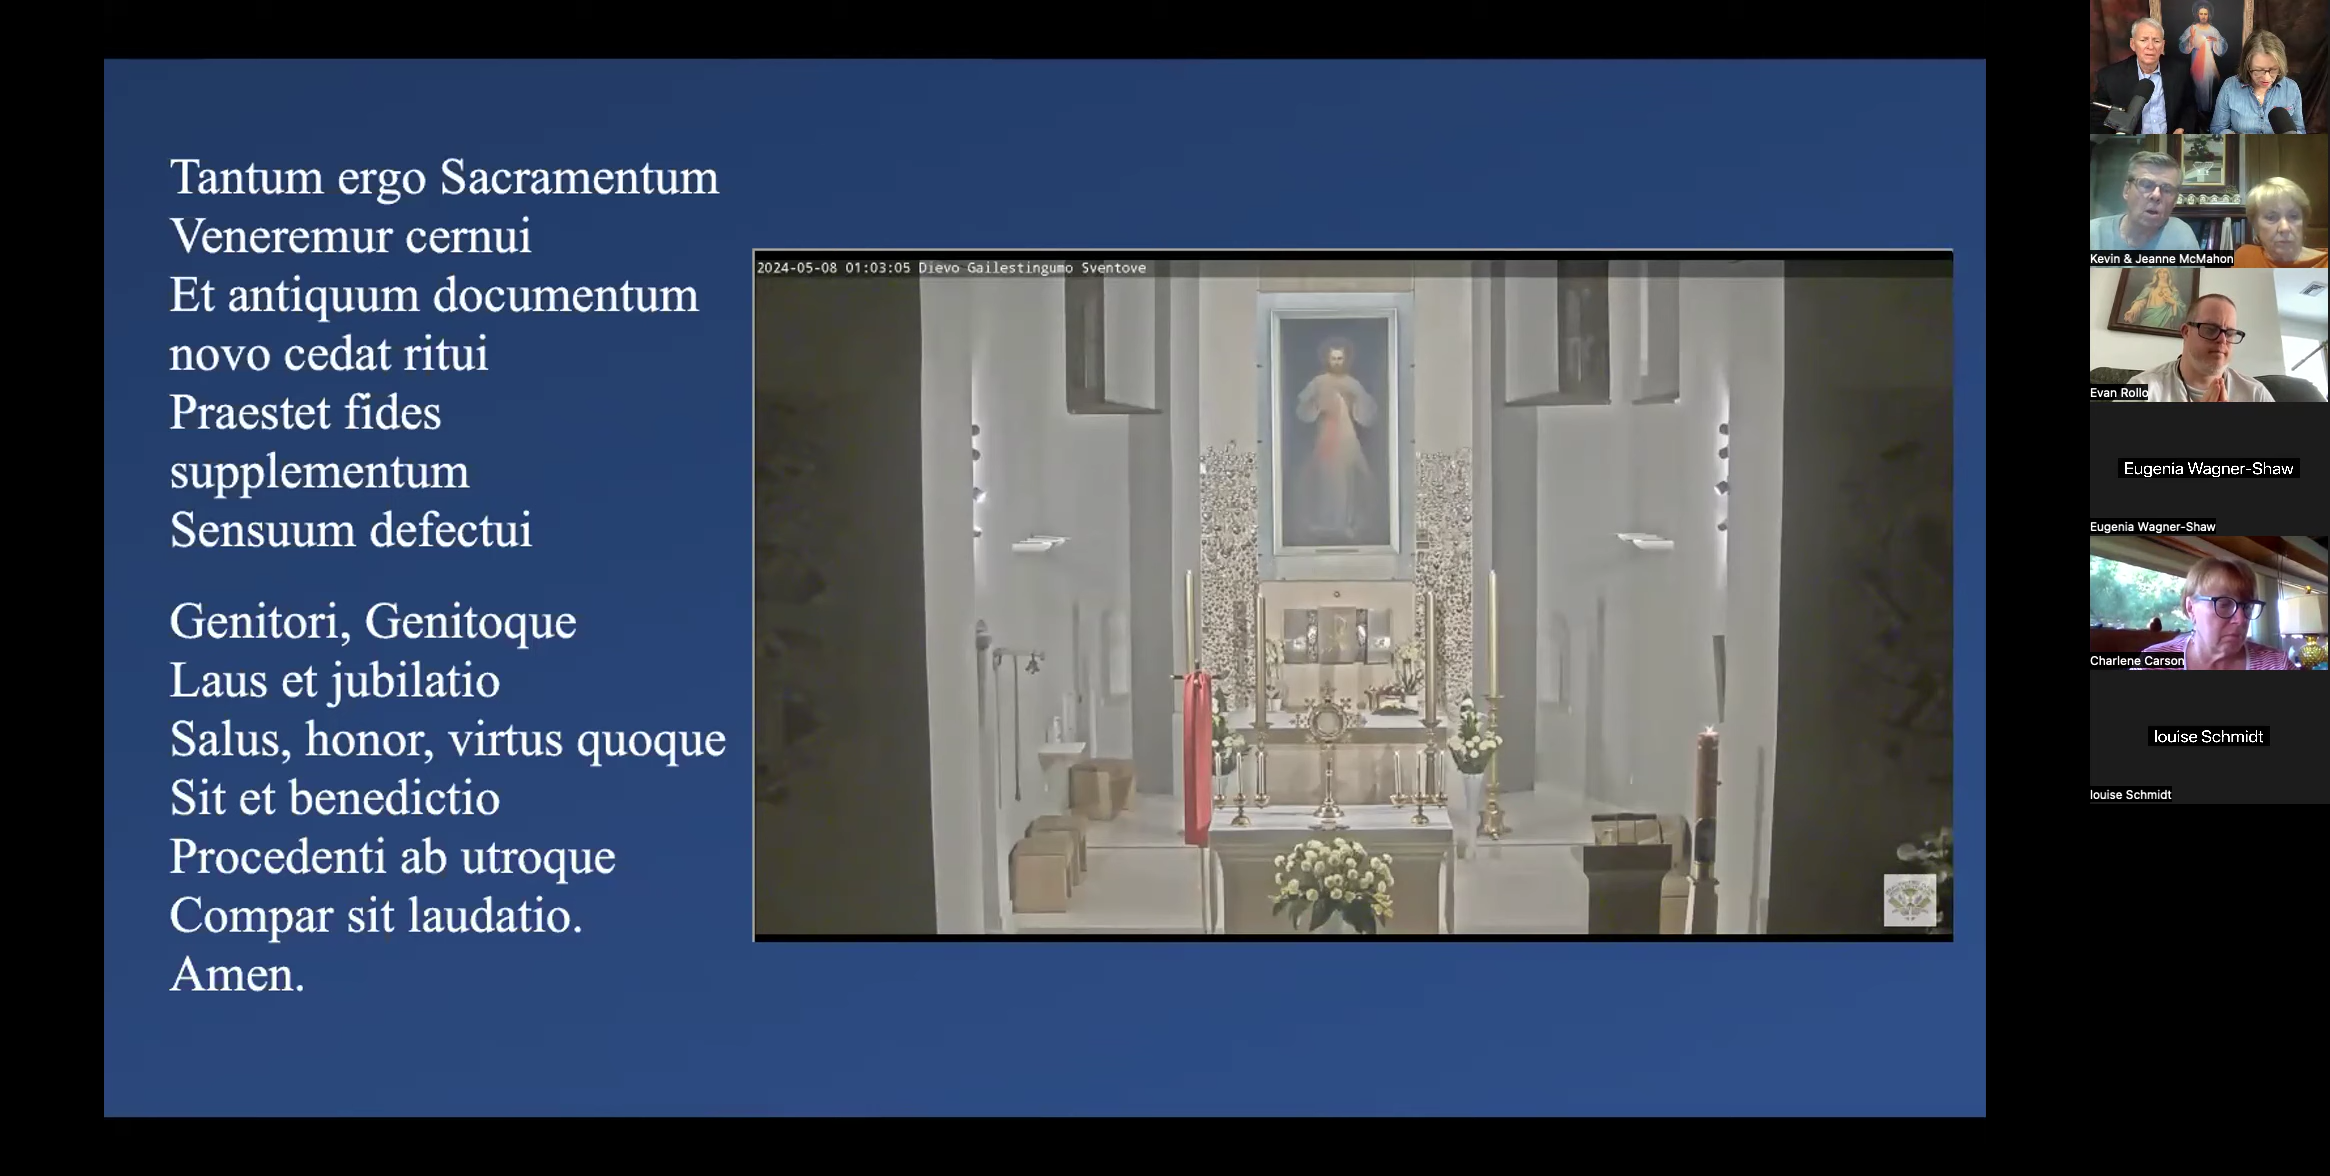 Tantum ergo Sacramentum
Veneremur cernui
Et antiquum documentum
novo cedat ritui
Praestet fides
supplementum
Sensuum defectui
Genitori, Genitoque
Laus et jubilatio
Salus, honor, virtus quoque
Sit et benedictio
Procedenti ab utroque
Compar sit laudatio.
Amen.
2024-05-08 01:03:05 Dievo Gailestingumo Sventove
Kevin & Jeanne McMahon
Evan Rollo
Eugenia Wagner-Shaw
Eugenia Wagner-Shaw
Charlene Carson
louise Schmidt
louise Schmidt